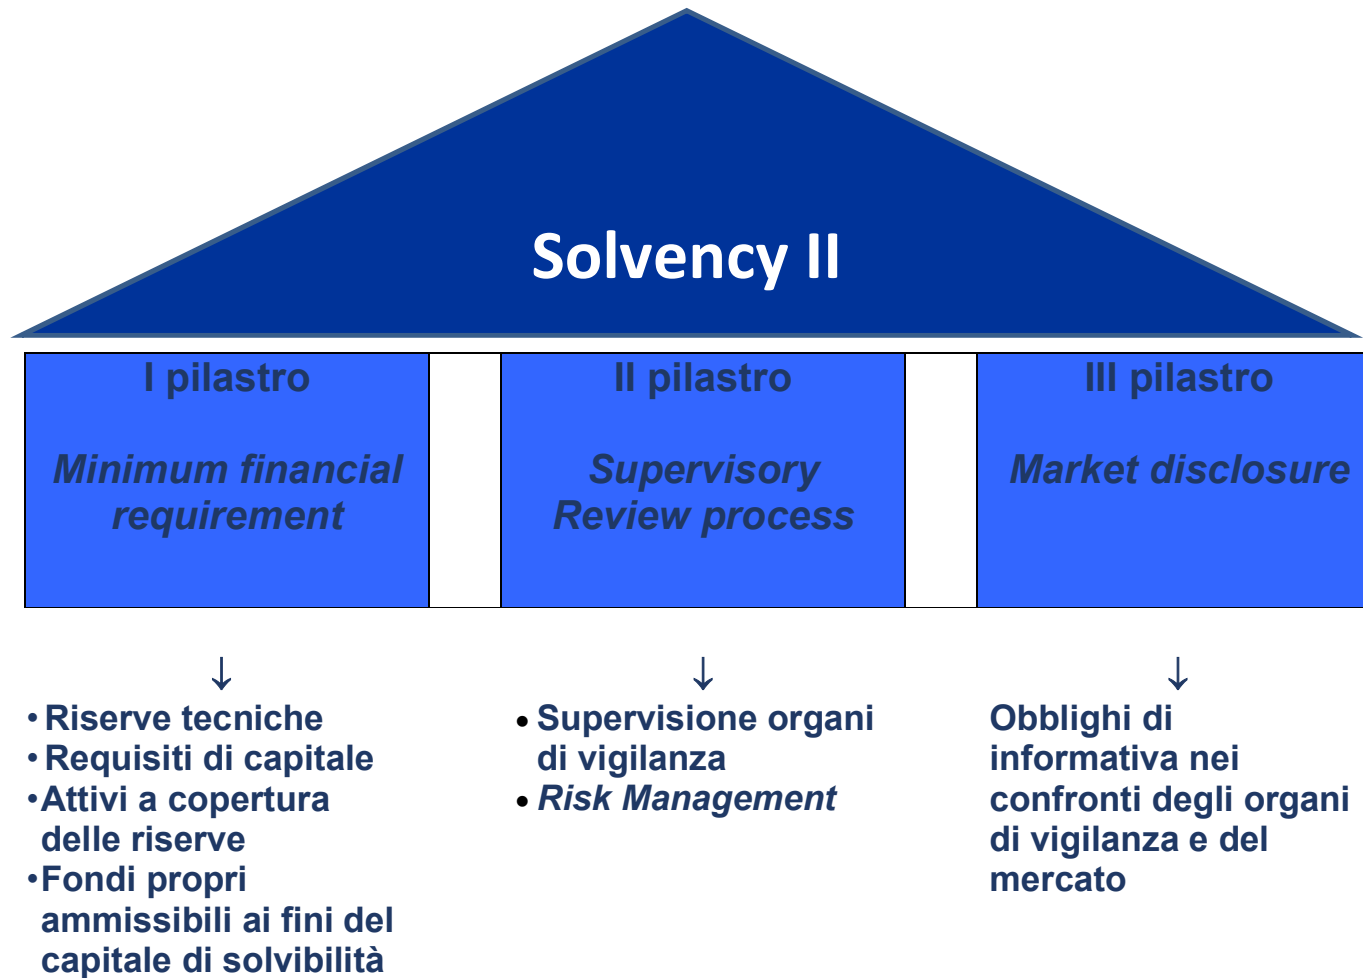 Solvency II
I pilastro
Minimum financial
requirement
II pilastro
Supervisory
Review process
III pilastro
Market disclosure
↓
• Riserve tecniche
• Requisiti di capitale
•Attivi a copertura
delle riserve
•Fondi propri
ammissibili ai fini del
capitale di solvibilità
↓
• Supervisione organi
di vigilanza
• Risk Management
↓
Obblighi di
informativa nei
confronti degli organi
di vigilanza e del
mercato